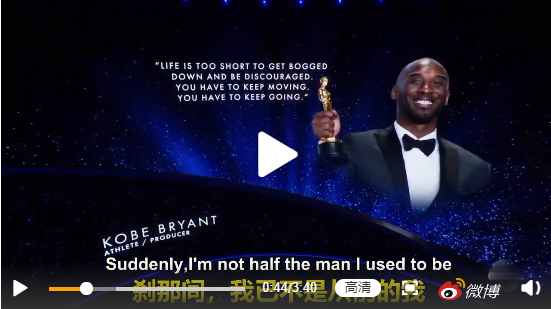 "LIFE IS TOO SHORT TO GET BOGGED
DOWN AND BE DISCOURAGED.
YOU HAVE TO KEEP MOVING.
YOU HAVE TO KEEP GOING."
KOBE BRYANT
ATHLETE / PRODUCER
Suddenly,I'm not half the man I used to be
刹那间，我已不是从前的我
0:44/3:40
高清
微博